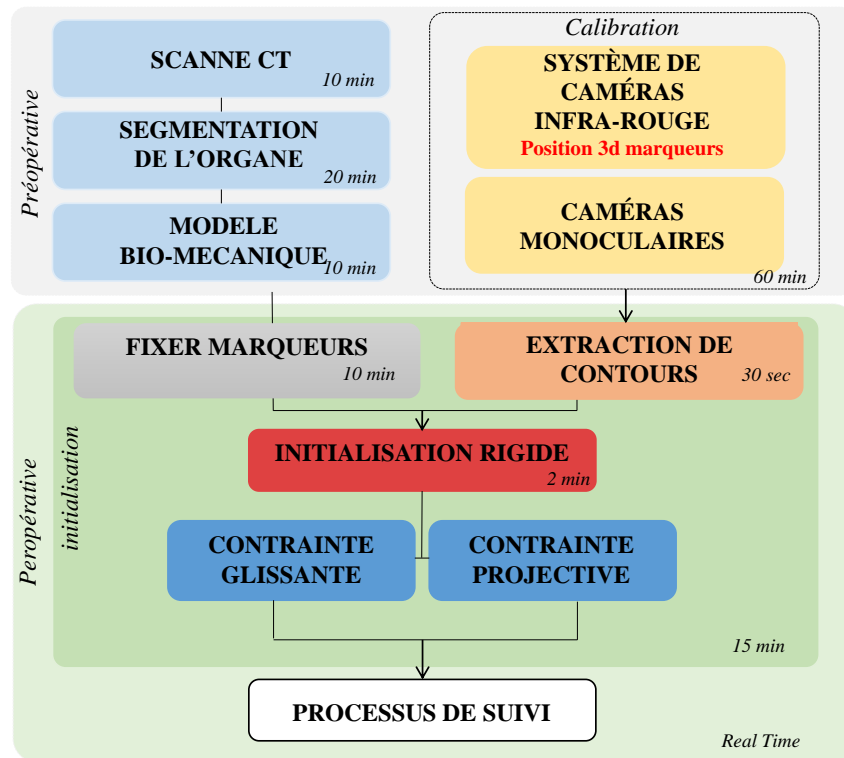 Préopérative
SCANNE CT
10 min
SEGMENTATION
DE L'ORGANE
20 min
MODELE
BIO-MECANIQUE
10 min
Calibration
SYSTÈME DE
CAMÉRAS
INFRA-ROUGE
Position 3d marqueurs
CAMÉRAS
MONOCULAIRES
60 min
Peropérative
initialisation
FIXER MARQUEURS
10 min
EXTRACTION DE
CONTOURS
30 sec
INITIALISATION RIGIDE
2 min
CONTRAINTE
GLISSANTE
CONTRAINTE
PROJECTIVE
15 min
PROCESSUS DE SUIVI
Real Time